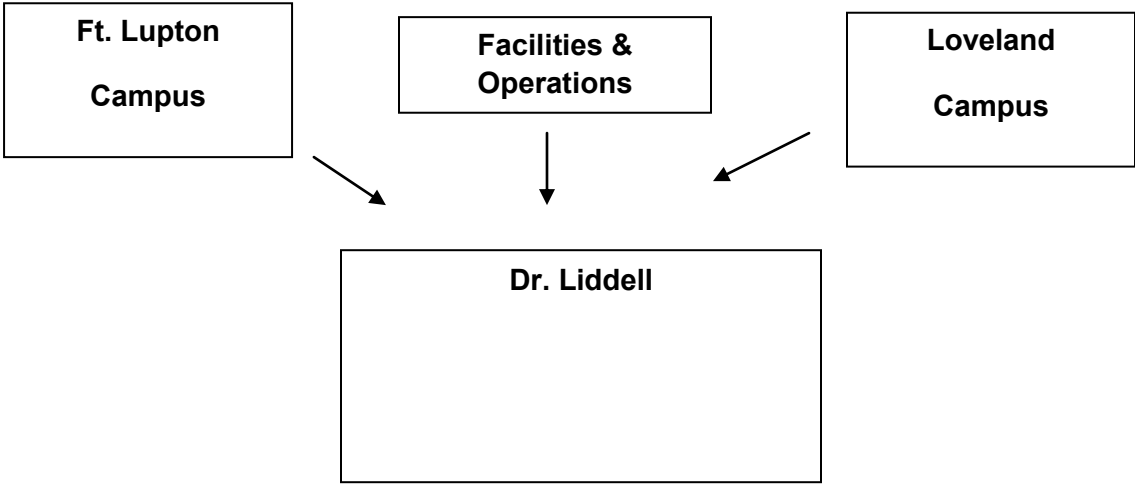 Ft. Lupton
Campus
Facilities &
Operations
Loveland
Campus
Dr. Liddell